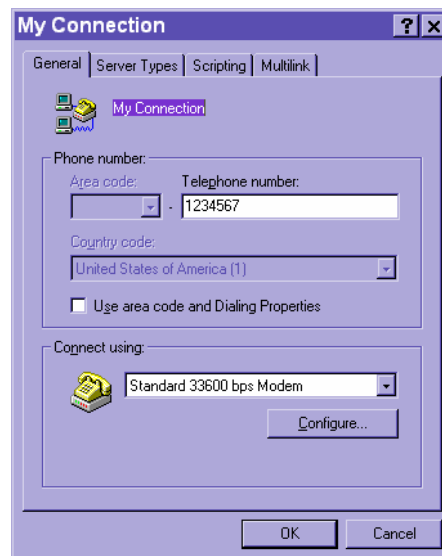 My Connection
General Server Types Scripting Multilink
My Connection
Phone number:
Area code: Telephone number:
- 1234567
Country code:
United States of America (1)
Use area code and Dialing Properties
Connect using:
Standard 33600 bps Modem
Configure...
OK Cancel